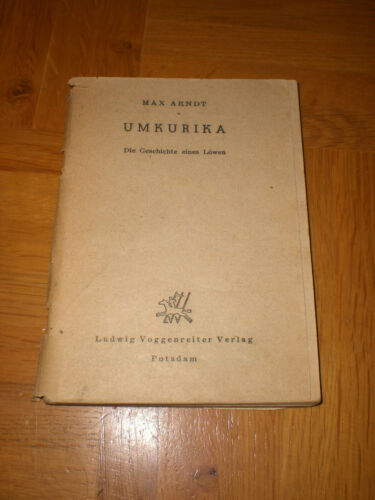 MAX ARNDT
UMKURIKA
Die Geschichte eines Löwen
Ludwig Voggenreiter Verlag
Potsdam